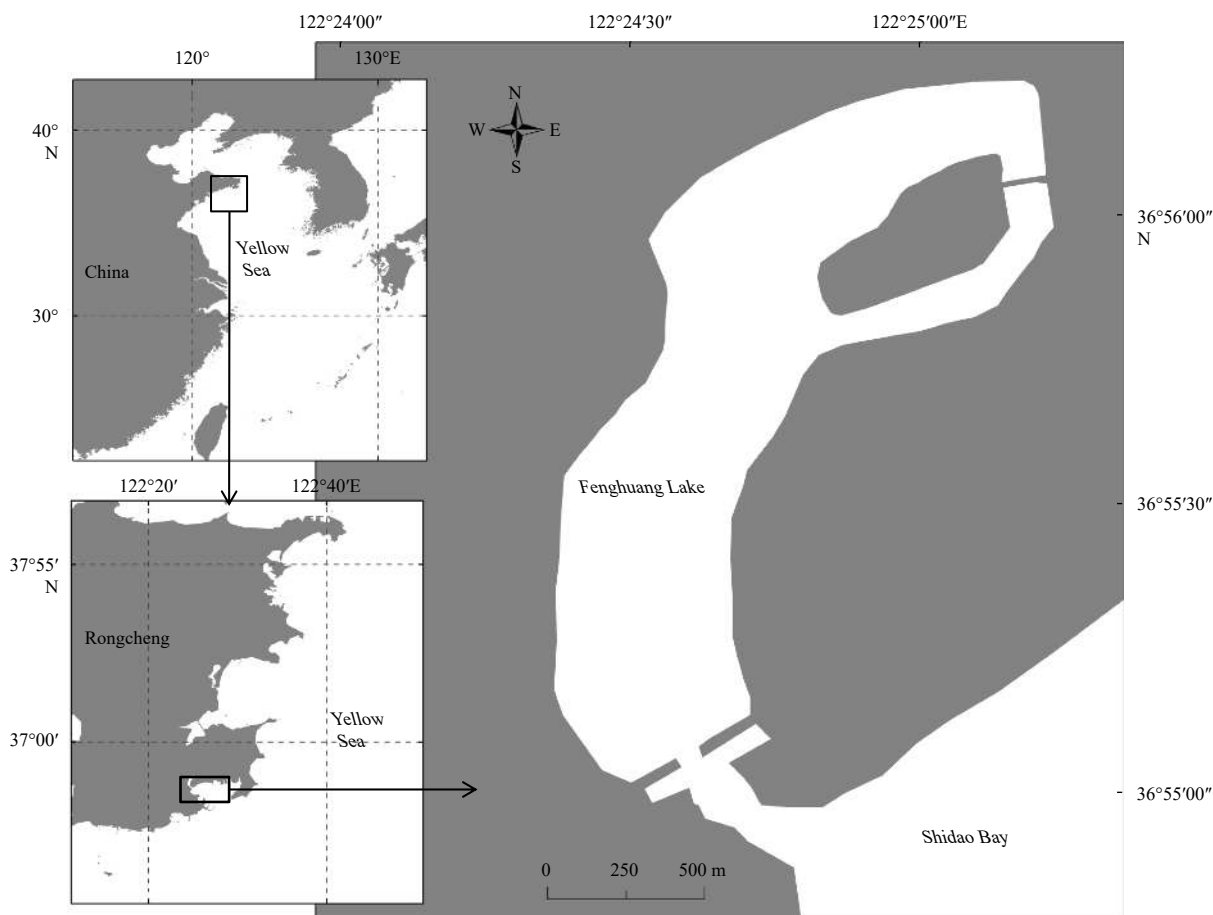 122°24′00″
122°24′30″
122°25′00″E
120°
130°E
40°
N
30°
China
Yellow
Sea
N
W
E
S
36°56′00″
N
Fenghuang Lake
36°55′30″
122°20′
122°40′E
37°55′
N
Rongcheng
Yellow
Sea
37°00′
36°55′00″
Shidao Bay
0 250 500 m